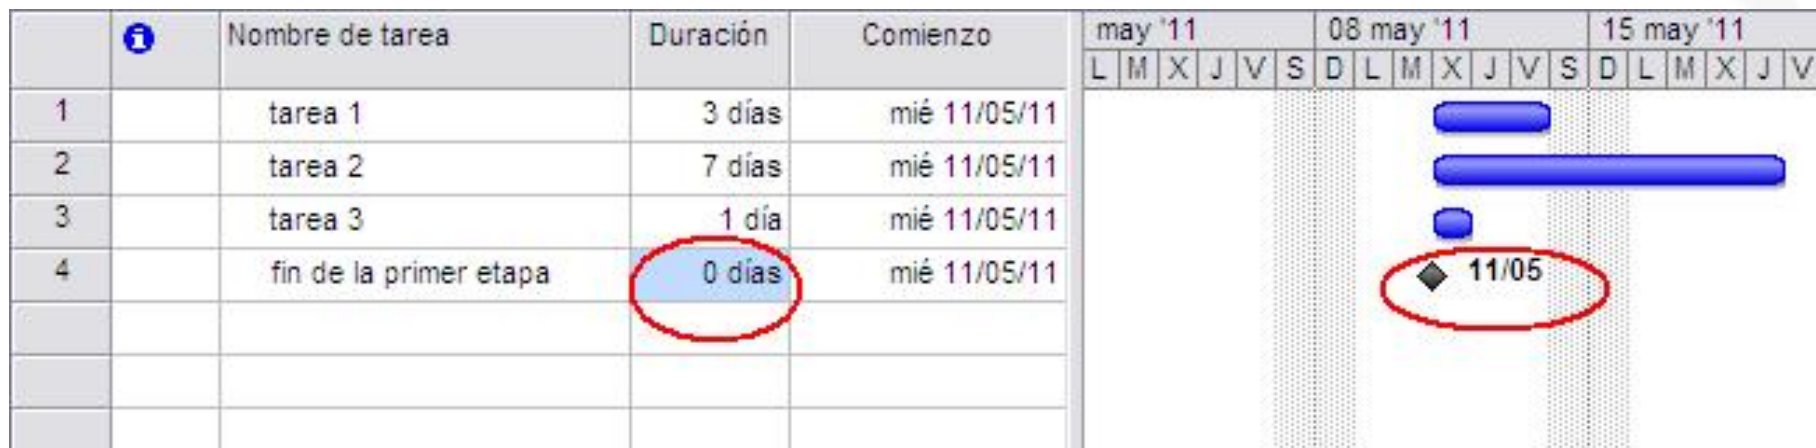 Nombre de tarea Duración Comienzo may '11 08 may '11 15 may '11
L M X J V S D L M X J V S D L M X J V
1 tarea 1 3 días mié 11/05/11
2 tarea 2 7 días mié 11/05/11
3 tarea 3 1 día mié 11/05/11
4 fin de la primer etapa 0 días mié 11/05/11 11/05